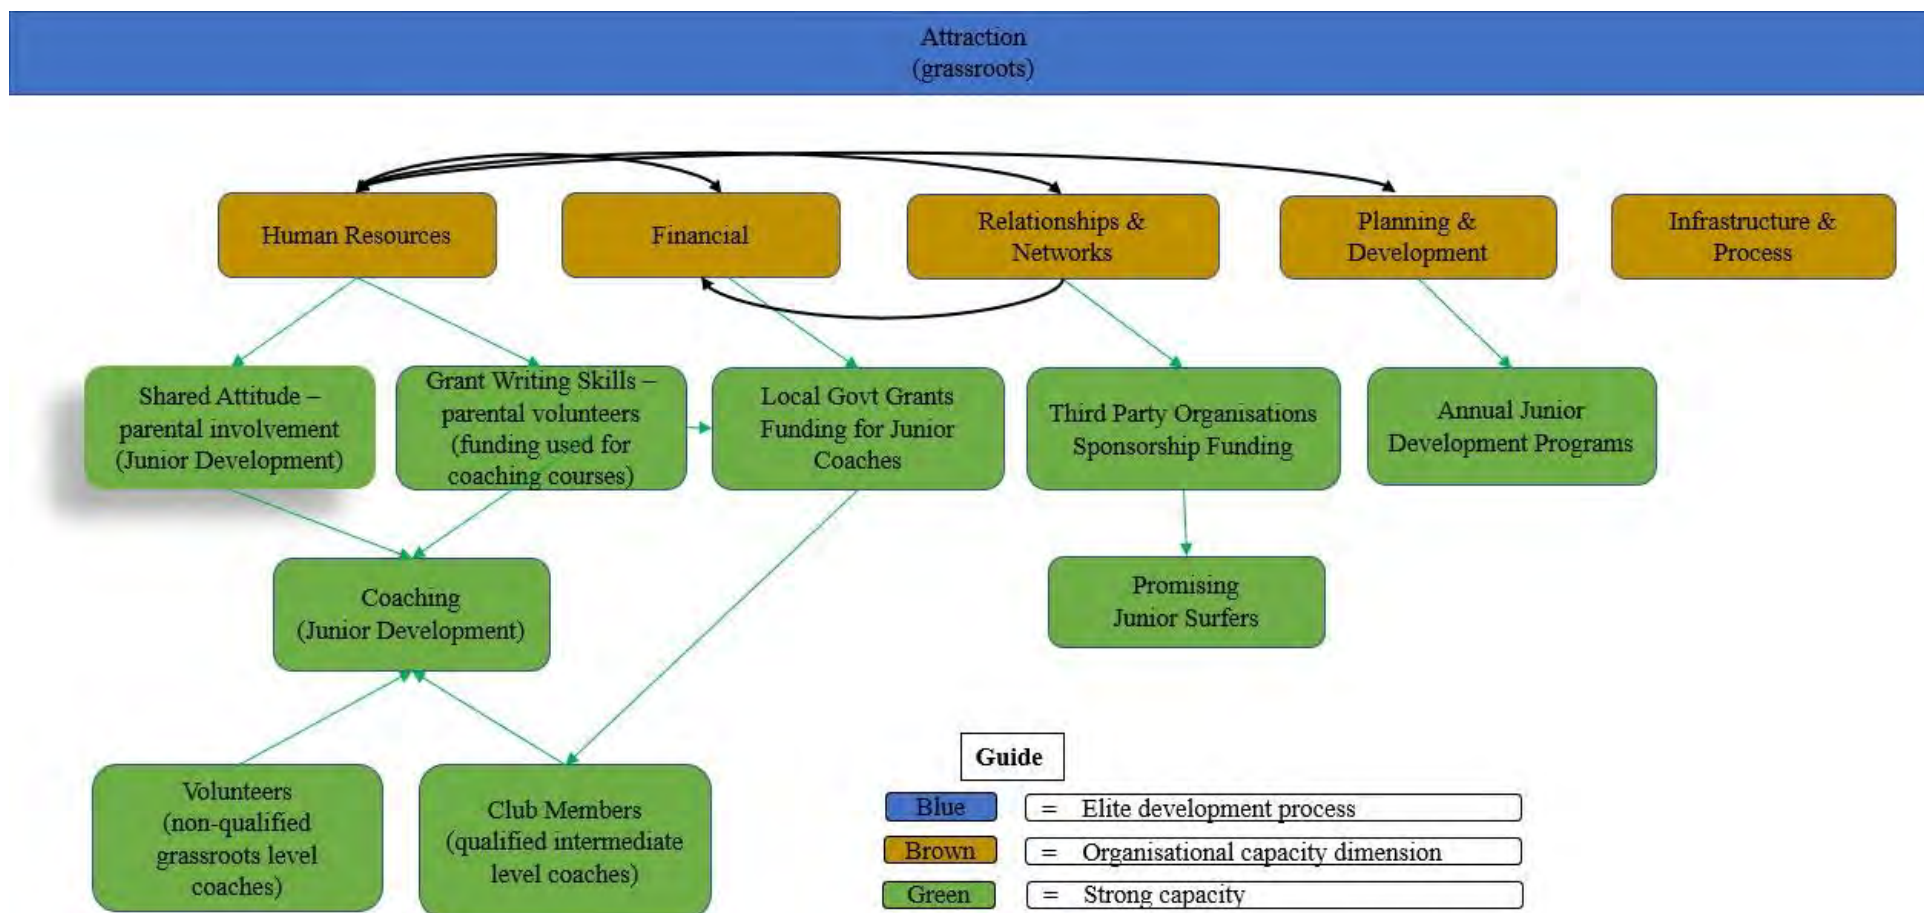 Attraction
(grassroots)
Human Resources
Financial
Relationships &
Networks
Planning &
Development
Infrastructure &
Process
Shared Attitude –
parental involvement
(Junior Development)
Grant Writing Skills –
parental volunteers
(funding used for
coaching courses)
Local Govt Grants
Funding for Junior
Coaches
Third Party Organisations
Sponsorship Funding
Annual Junior
Development Programs
Coaching
(Junior Development)
Promising
Junior Surfers
Volunteers
(non-qualified
grassroots level
coaches)
Club Members
(qualified intermediate
level coaches)
Guide
Blue = Elite development process
Brown = Organisational capacity dimension
Green = Strong capacity